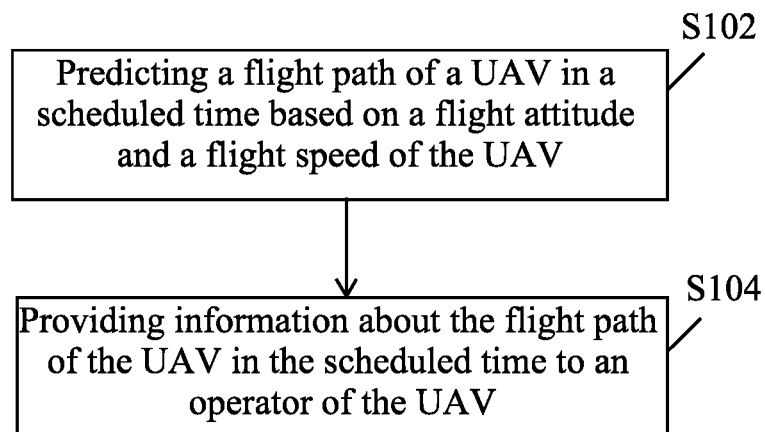 S102
Predicting a flight path of a UAV in a
scheduled time based on a flight attitude
and a flight speed of the UAV
S104
Providing information about the flight path
of the UAV in the scheduled time to an
operator of the UAV